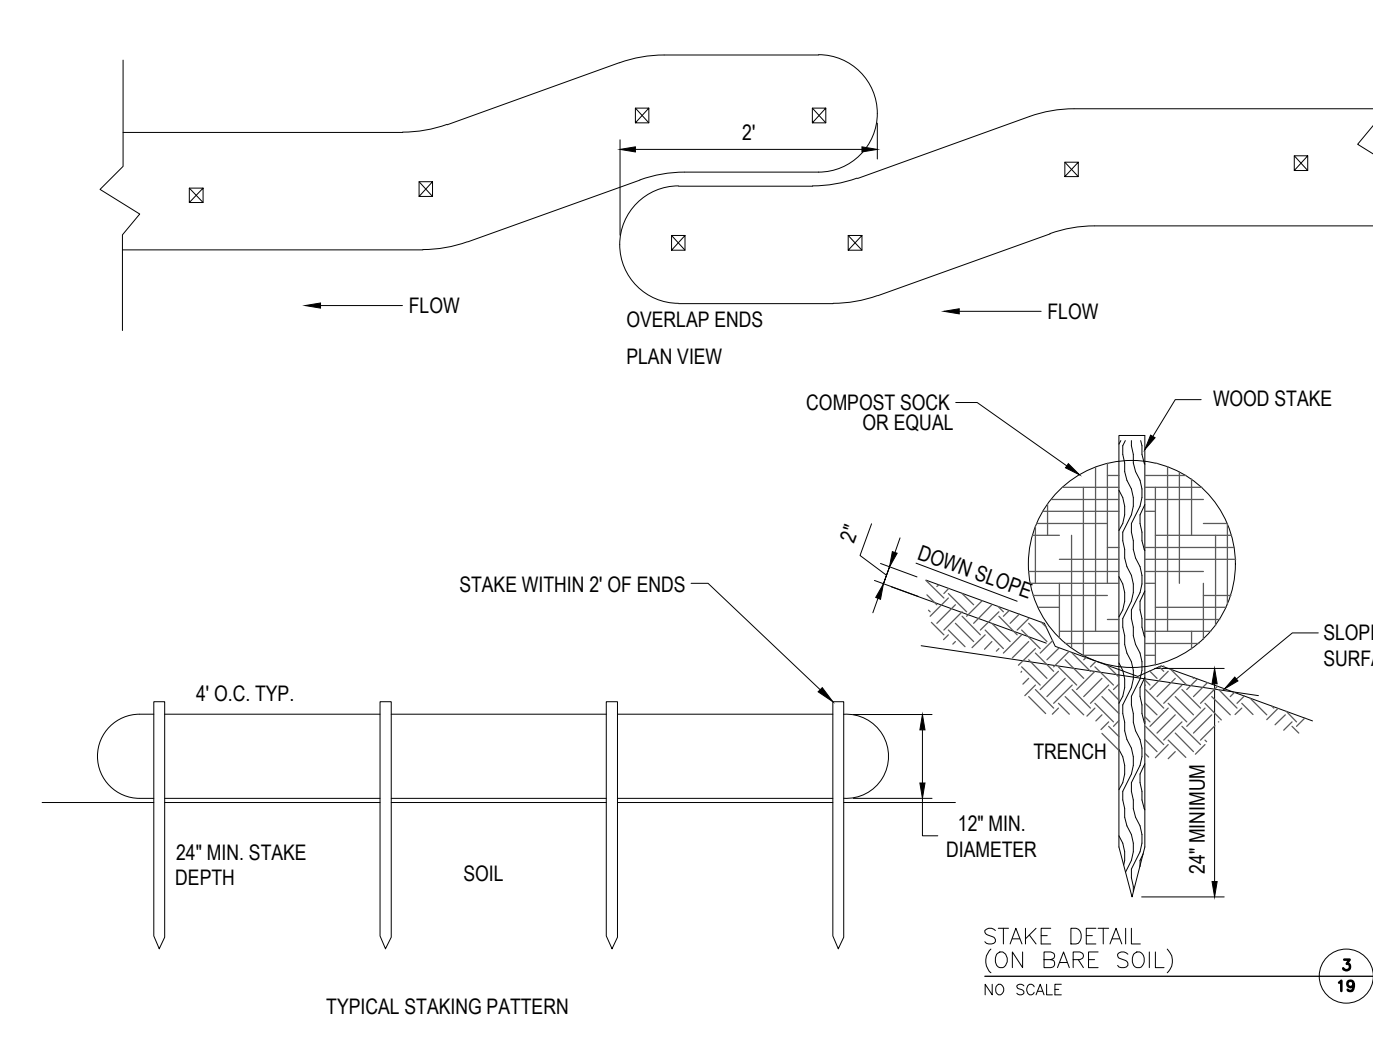 2'
FLOW
OVERLAP ENDS
PLAN VIEW
FLOW
COMPOST SOCK
OR EQUAL
WOOD STAKE
2"
DOWN SLOPE
STAKE WITHIN 2' OF ENDS
4' O.C. TYP.
TRENCH
24" MINIMUM
12" MIN.
DIAMETER
24" MIN. STAKE
DEPTH
SOIL
STAKE DETAIL
(ON BARE SOIL)
NO SCALE
3
19
TYPICAL STAKING PATTERN